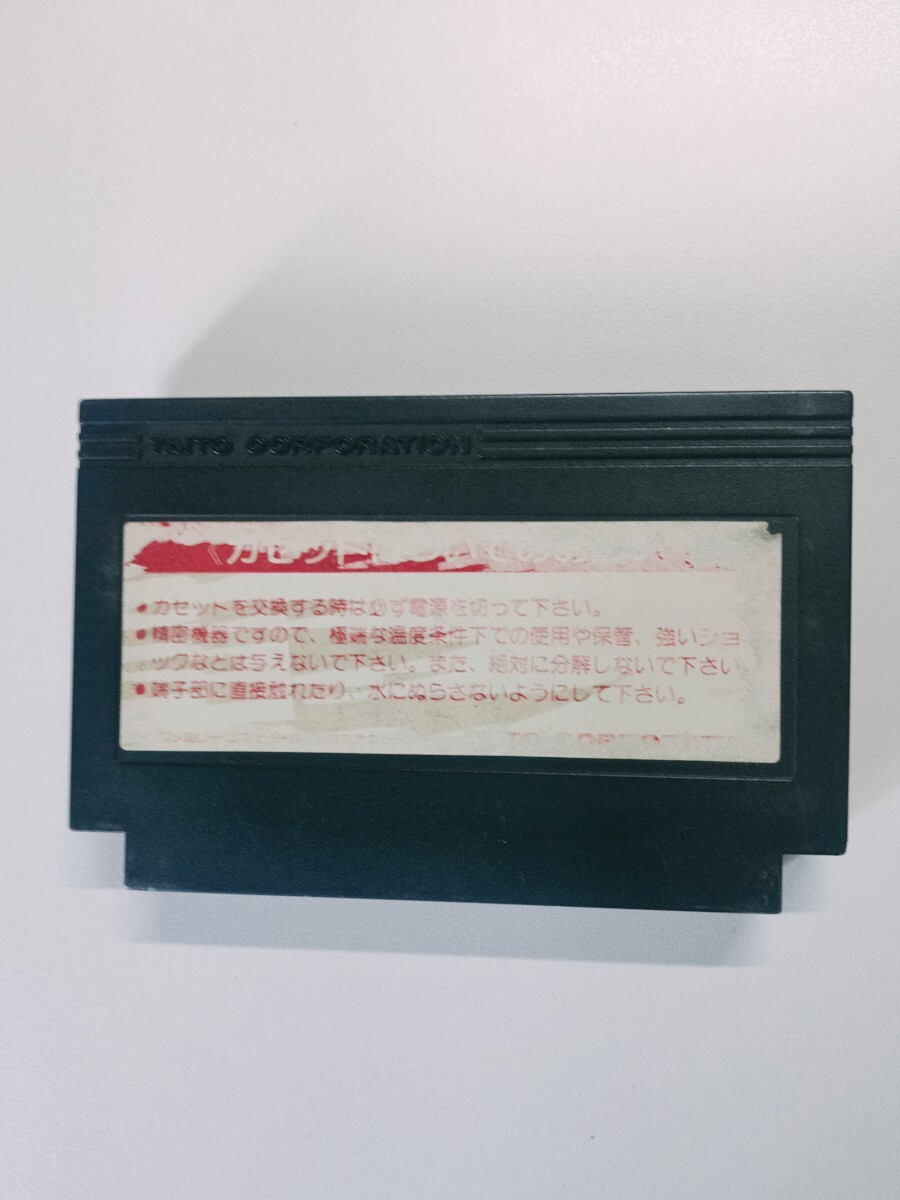 TAITO CORPORATION
《カセット
●カセットを交換する時は必ず電源を切って下さい。
●精密機器ですので、極端な温度条件下での使用や保管、強いショ
ックなどは与えないで下さい。また、絶対に分解しないで下さい。
●端子部に直接触れたり、水にぬらさないようにして下さい。